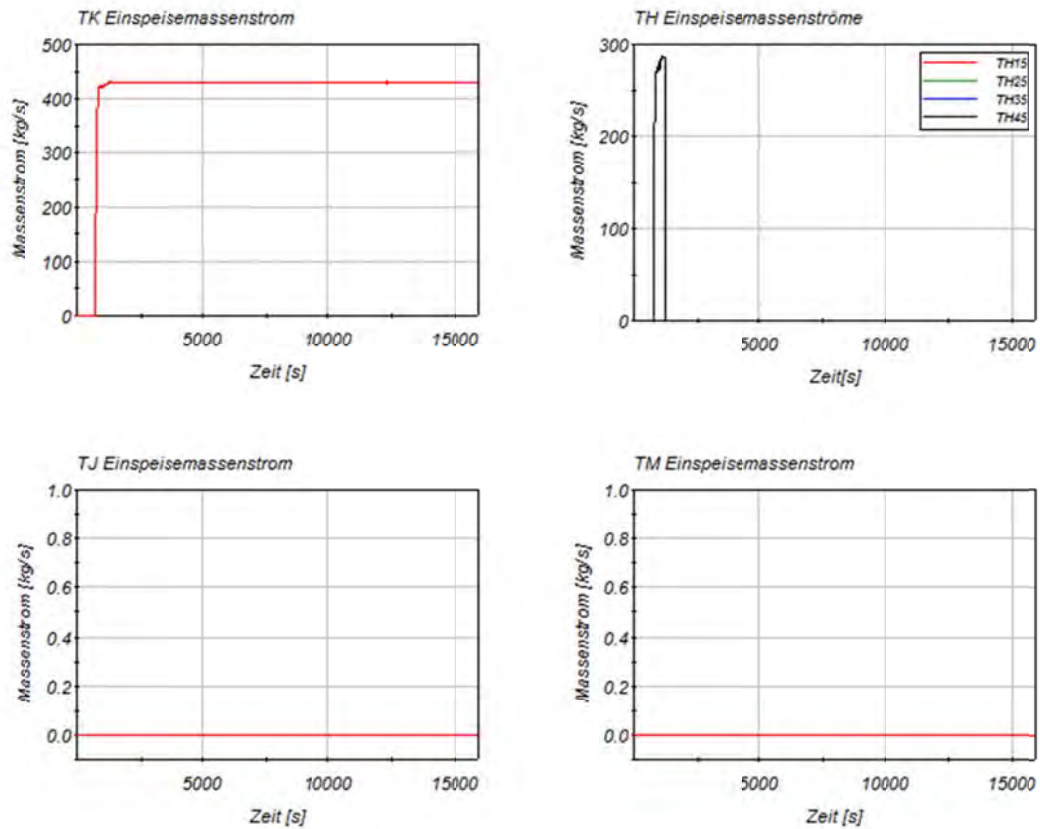 TK Einspeisemassenstrom
500
400
300
200
100
0
Massenstrom [kg/s]
5000
10000
15000
Zeit [s]
TH Einspeisemassenströme
300
200
100
0
Massenstrom [kg/s]
TH15
TH25
TH35
TH45
5000
10000
15000
Zeit[s]
TJ Einspeisemassenstrom
1.0
0.8
0.6
0.4
0.2
0.0
Massenstrom [kg/s]
5000
10000
15000
Zeit [s]
TM Einspeisemassenstrom
1.0
0.8
0.6
0.4
0.2
0.0
Massenstrom [kg/s]
5000
10000
15000
Zeit [s]